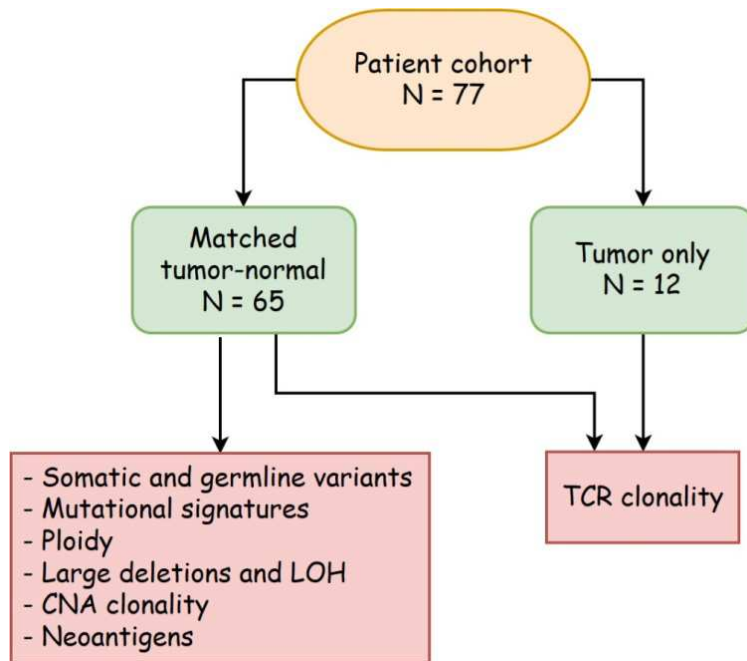 Patient cohort
N = 77
Matched
tumor-normal
N = 65
Tumor only
N = 12
- Somatic and germline variants
- Mutational signatures
- Ploidy
- Large deletions and LOH
- CNA clonality
- Neoantigens
TCR clonality